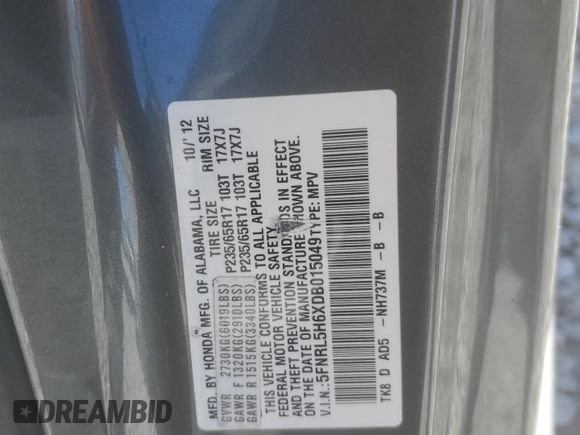 MFD. BY HONDA MFG. OF ALABAMA, LLC 10/'12
TIRE SIZE RIM SIZE
GVWR 2730KG(6019LBS)
GAWR F 1320KG(2910LBS) P235/65R17 103T 17X7J
GAWR R 1515KG(3340LBS) P235/65R17 103T 17X7J
THIS VEHICLE CONFORMS TO ALL APPLICABLE
FEDERAL MOTOR VEHICLE SAFETY
AND THEFT PREVENTION STANDARDS IN EFFECT
ON THE DATE OF MANUFACTURE SHOWN ABOVE.
V.I.N.: 5FNRL5H6XDB015049 TYPE: MPV
TK8 D AD5 -NH737M -B -B
DREAMBID